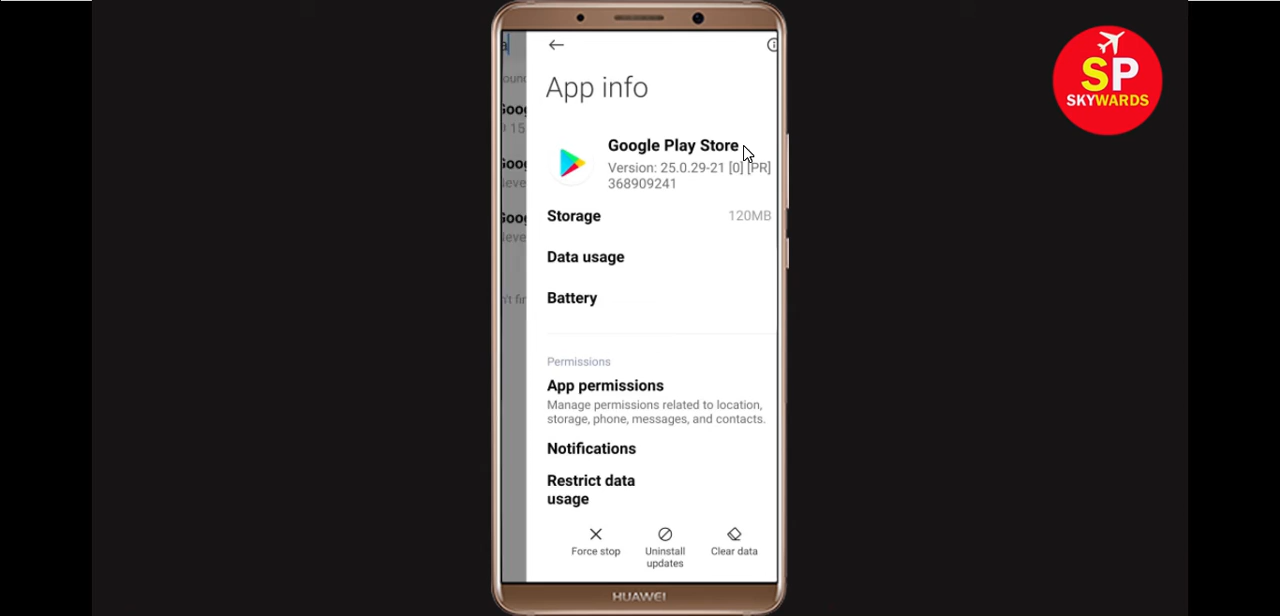 App info
Google Play Store
Version: 25.0.29-21 [0] [PR]
368909241
Storage 120MB
Data usage
Battery
Permissions
App permissions
Manage permissions related to location,
storage, phone, messages, and contacts.
Notifications
Restrict data
usage
Force stop
Uninstall
updates
Clear data
HUAWEI
SP
SKYWARDS